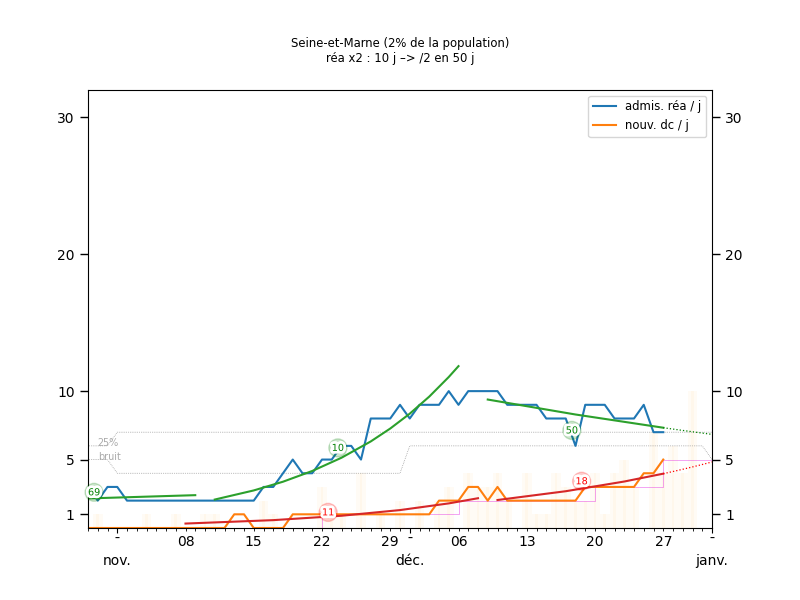 Seine-et-Marne (2% de la population)
réa x2 : 10 j –> /2 en 50 j
admis. réa / j
nouv. dc / j
30
30
20
20
10
10
5
5
1
1
25%
bruit
69
10
11
50
18
- 08 15 22 29 - 06 13 20 27 -
nov. déc. janv.